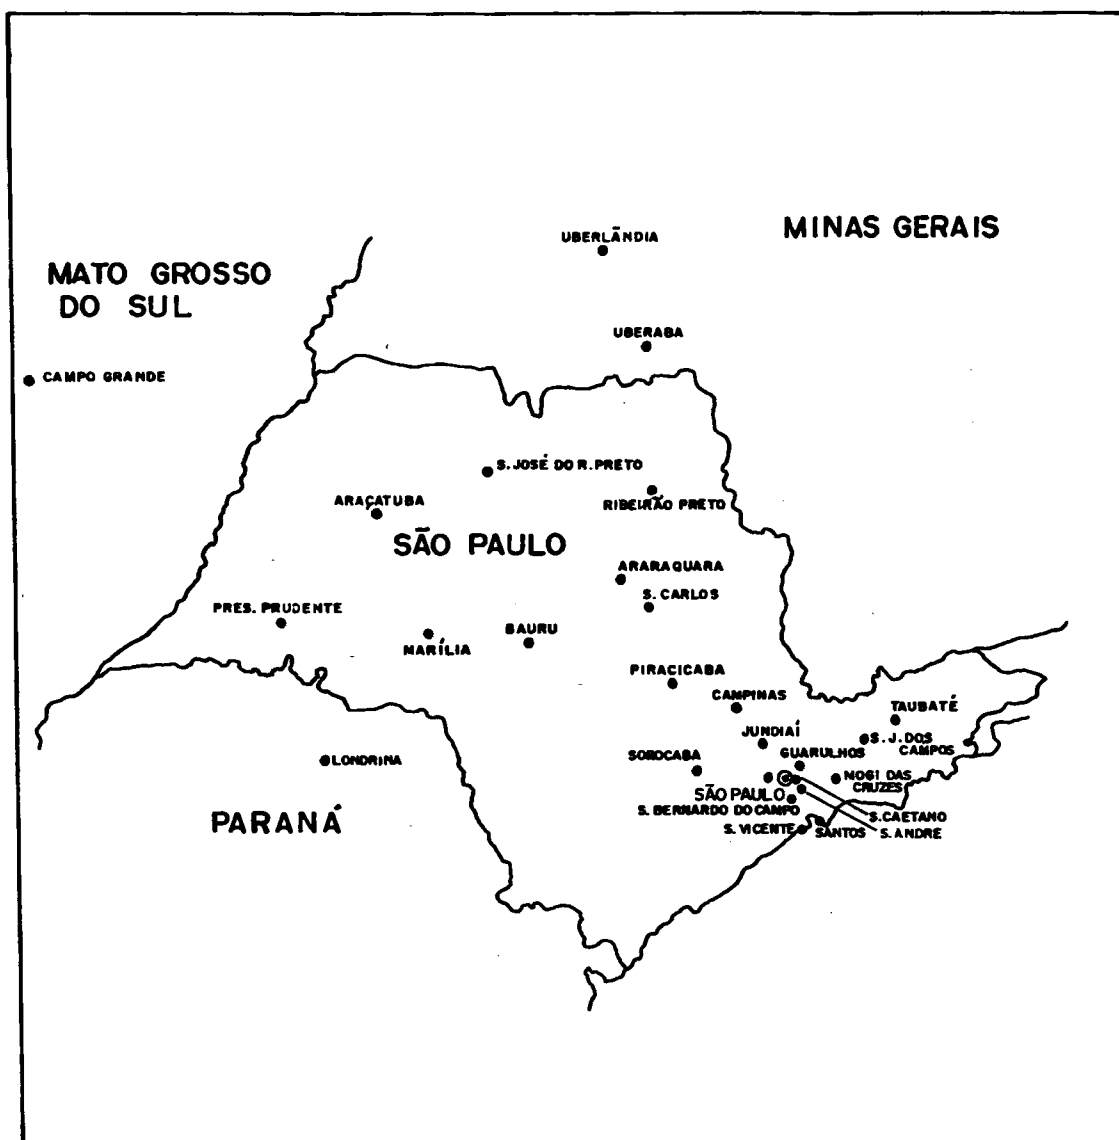 MINAS GERAIS
UBERLÂNDIA
MATO GROSSO
DO SUL
UBERABA
CAMPO GRANDE
S. JOSÉ DO R. PRETO
ARAÇATUBA
RIBEIRÃO PRETO
SÃO PAULO
ARARAQUARA
S. CARLOS
PRES. PRUDENTE
BAURU
MARÍLIA
PIRACICABA
CAMPINAS
TAUBATÉ
JUNDIAÍ
S. J. DOS
CAMPOS
GUARULHOS
SOROCABA
LONDRINA
MOGI DAS
CRUZES
SÃO PAULO
S. BERNARDO DO CAMPO
S. CAETANO
PARANÁ
S. VICENTE
SANTOS
S. ANDRÉ